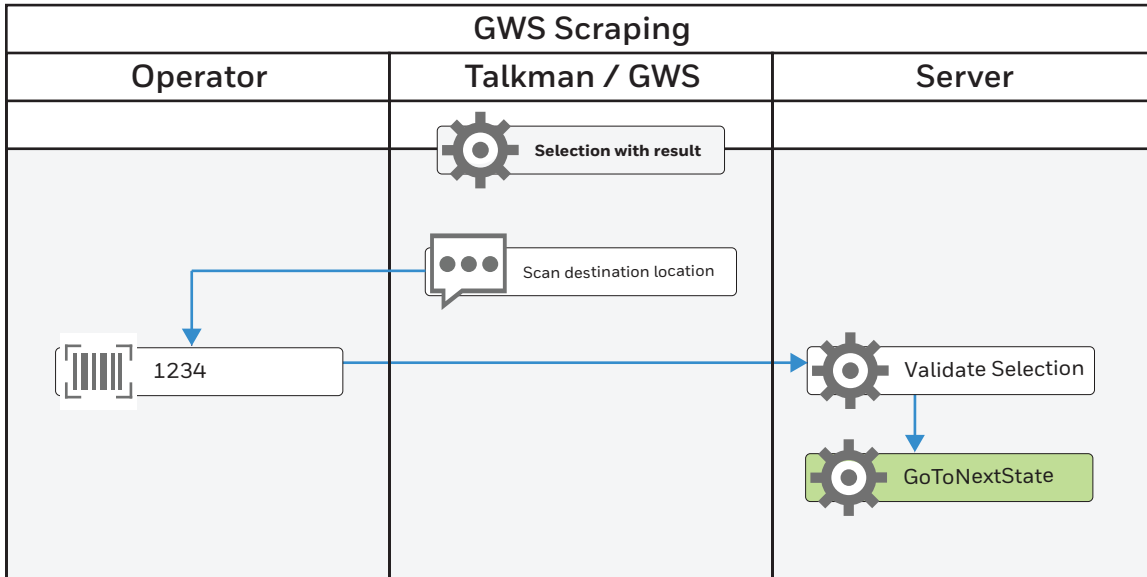 GWS Scraping
Operator
Talkman / GWS
Server
Selection with result
Scan destination location
1234
Validate Selection
GoToNextState